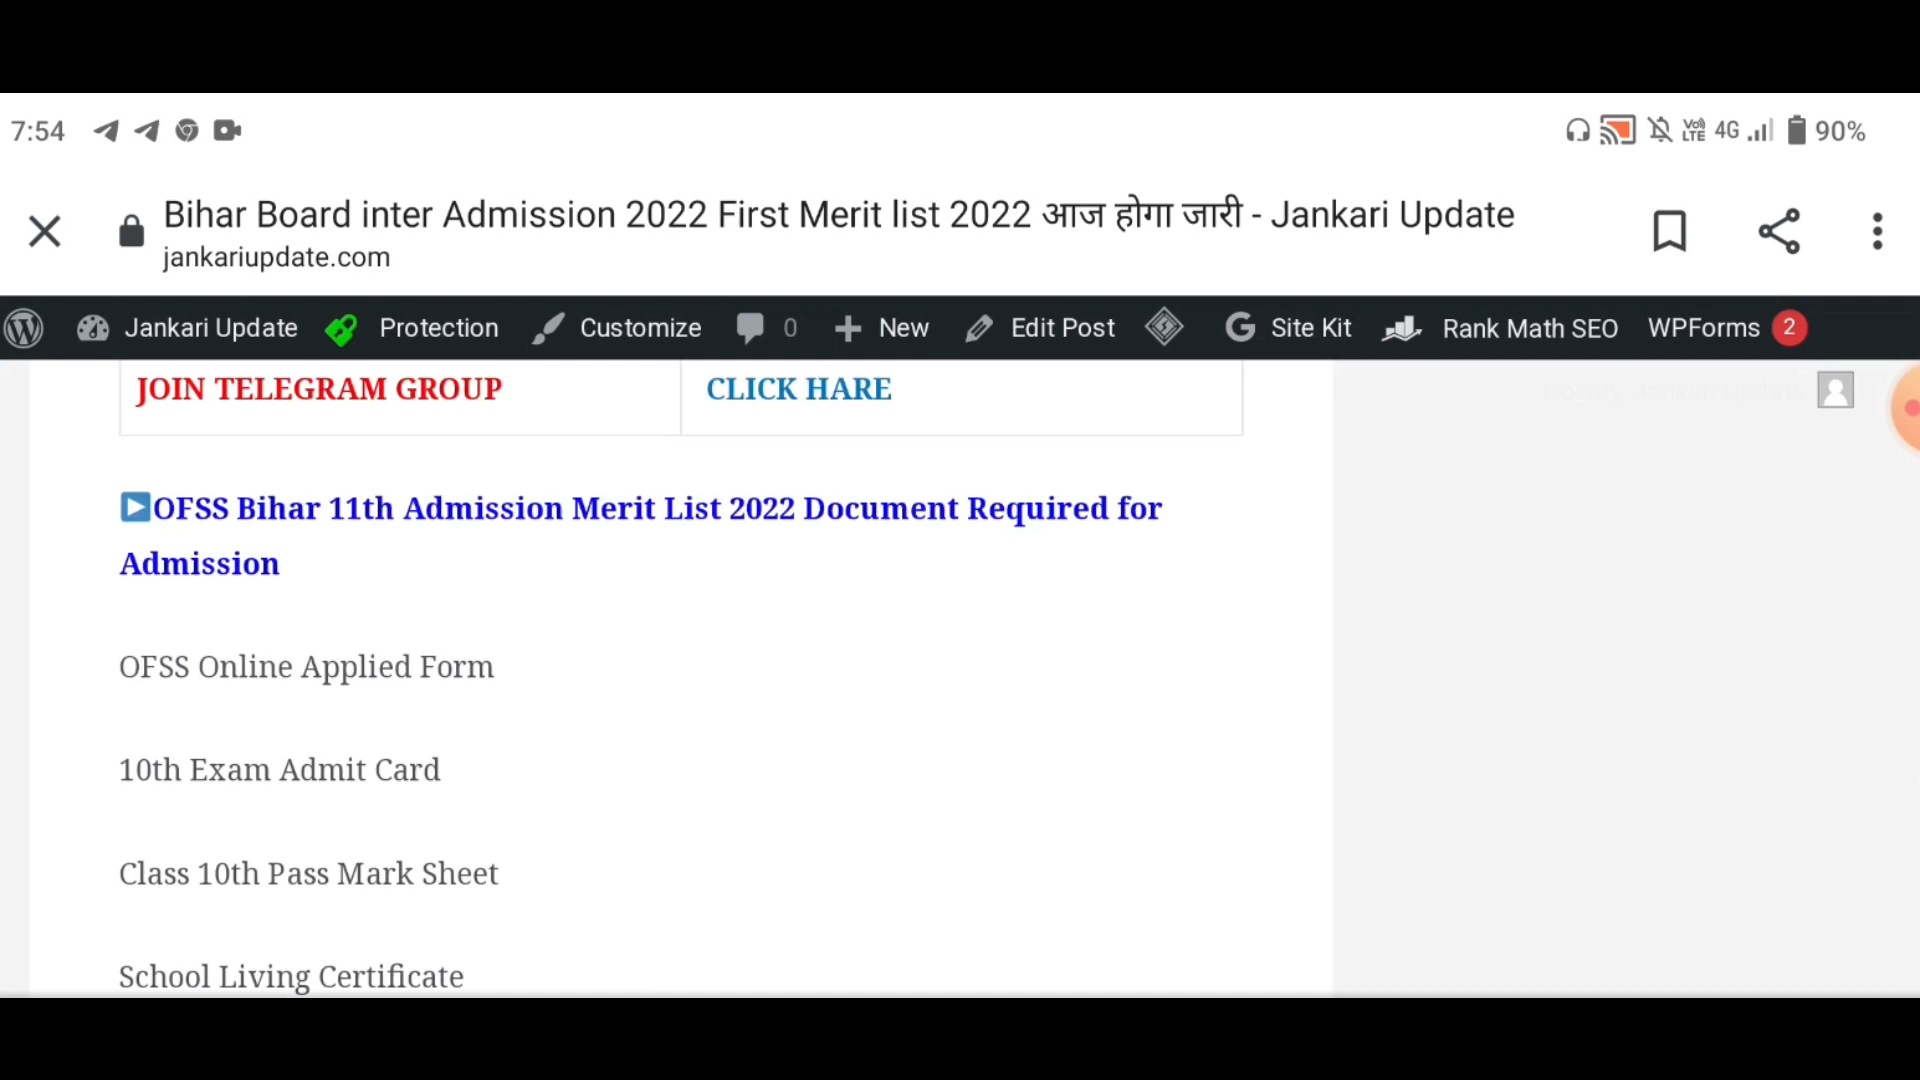 7:54
Vo) LTE 4G 90%
Bihar Board inter Admission 2022 First Merit list 2022 आज होगा जारी - Jankari Update
jankariupdate.com
Jankari Update Protection Customize 0 New Edit Post Site Kit Rank Math SEO WPForms 2
JOIN TELEGRAM GROUP CLICK HARE
OFSS Bihar 11th Admission Merit List 2022 Document Required for
Admission
OFSS Online Applied Form
10th Exam Admit Card
Class 10th Pass Mark Sheet
School Living Certificate